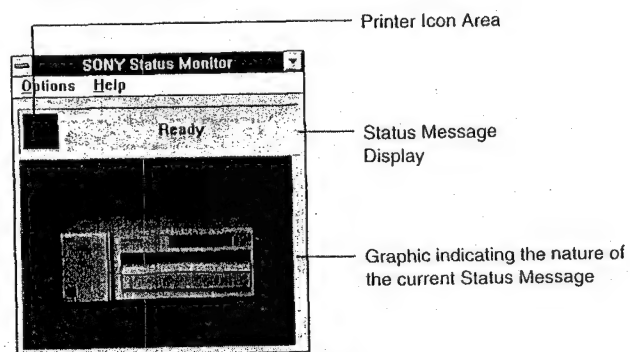 Printer Icon Area
SONY Status Monitor
Options Help
Ready
Status Message
Display
Graphic indicating the nature of
the current Status Message